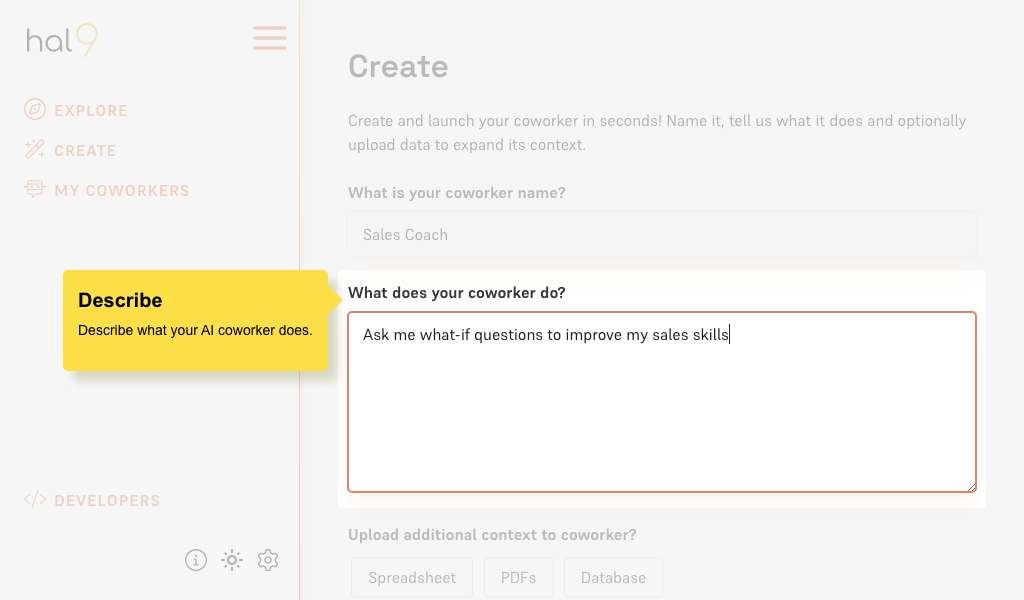 hal9
EXPLORE
CREATE
MY COWORKERS
Describe
Describe what your AI coworker does.
DEVELOPERS
Create
Create and launch your coworker in seconds! Name it, tell us what it does and optionally
upload data to expand its context.
What is your coworker name?
Sales Coach
What does your coworker do?
Ask me what-if questions to improve my sales skills
Upload additional context to coworker?
Spreadsheet PDFs Database